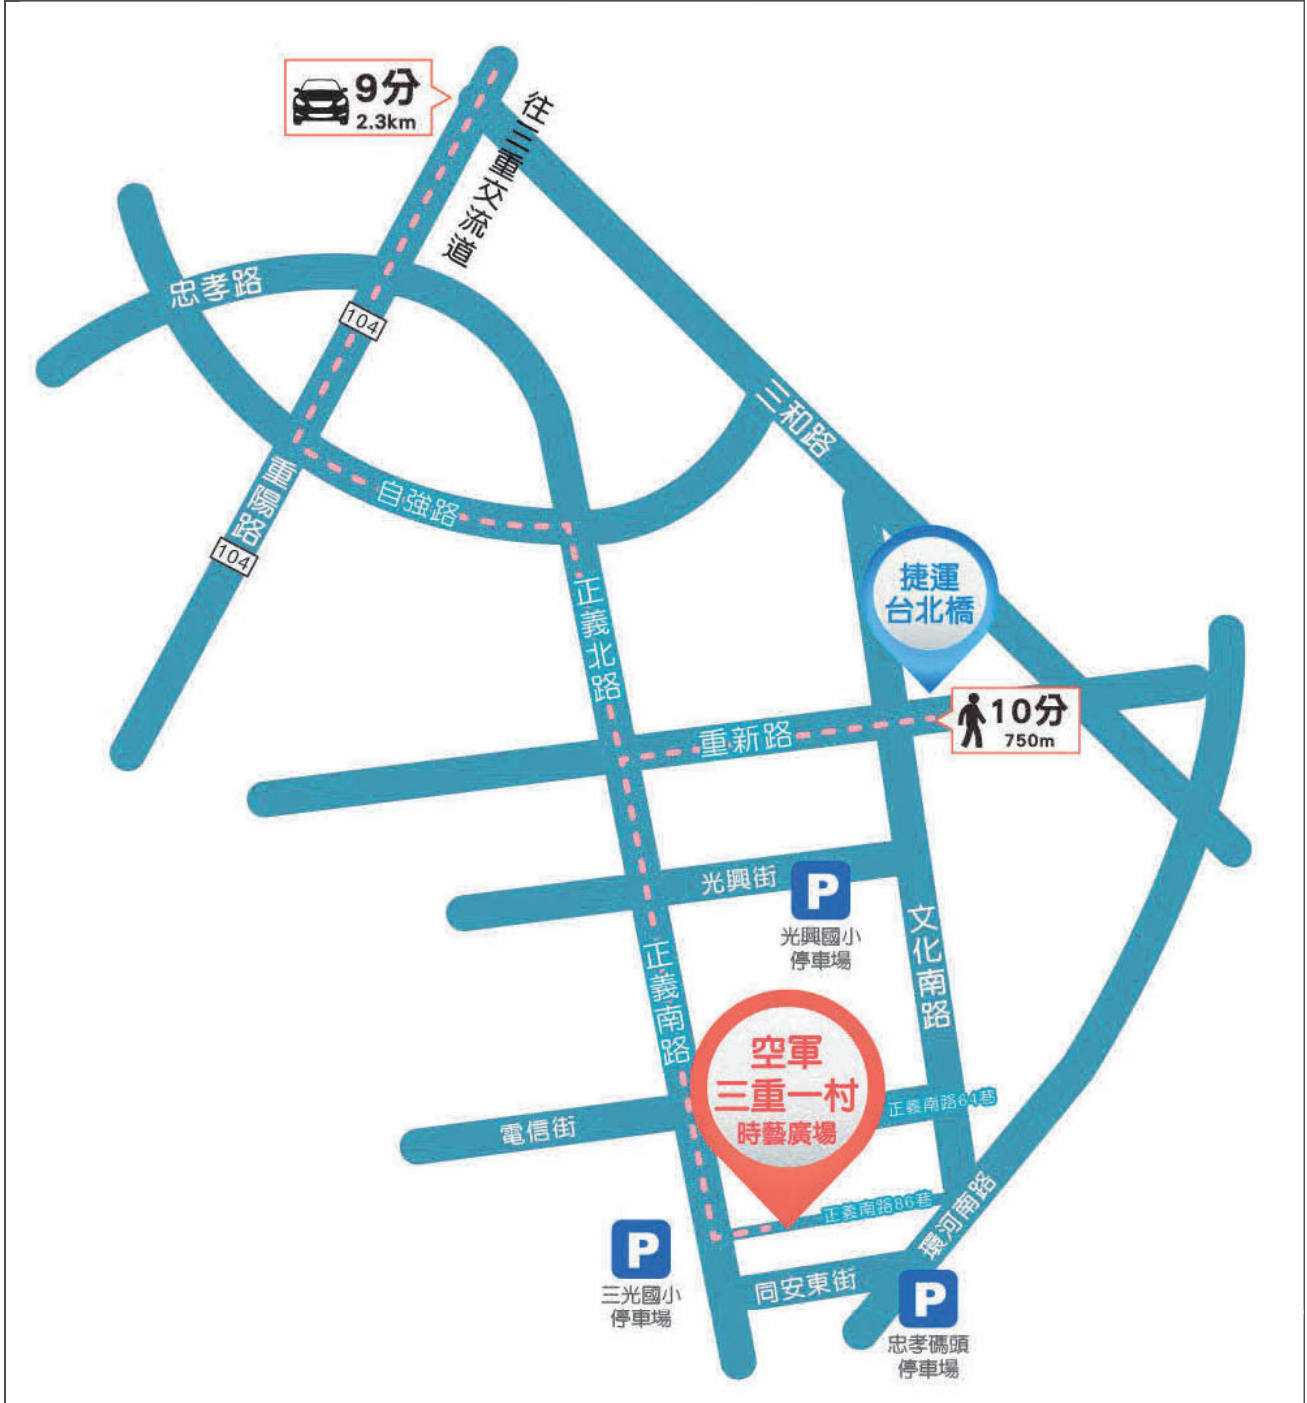 9分
2.3km
往三重交流道
忠孝路
104
三和路
重陽路
自強路
104
捷運
台北橋
正義北路
10分
750m
重新路
光興街
P
光興國小
停車場
文化南路
正義南路
空軍
三重一村
時藝廣場
正義南路64巷
電信街
正義南路86巷
環河南路
P
三光國小
停車場
同安東街
P
忠孝碼頭
停車場